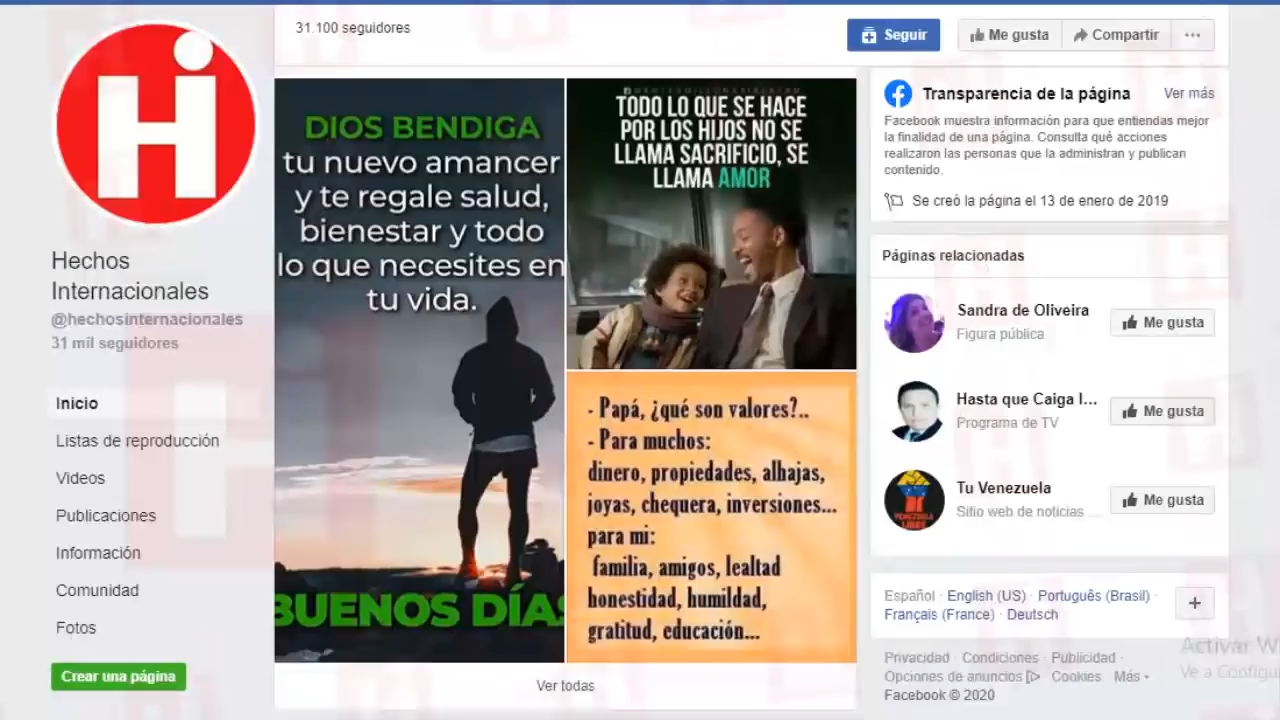 Hi
Hechos
Internacionales
@hechosinternacionales
31 mil seguidores
Inicio
Listas de reproducción
Videos
Publicaciones
Información
Comunidad
Fotos
Crear una página
31.100 seguidores
Seguir
Me gusta
Compartir
DIOS BENDIGA
tu nuevo amancer
y te regale salud,
bienestar y todo
lo que necesites en
tu vida.
BUENOS DÍAS
TODO LO QUE SE HACE
POR LOS HIJOS NO SE
LLAMA SACRIFICIO, SE
LLAMA AMOR
- Papá, ¿qué son valores?..
- Para muchos:
dinero, propiedades, alhajas,
joyas, chequera, inversiones...
para mi:
familia, amigos, lealtad
honestidad, humildad,
gratitud, educación...
Ver todas
Transparencia de la página
Ver más
Facebook muestra información para que entiendas mejor
la finalidad de una página. Consulta qué acciones
realizaron las personas que la administran y publican
contenido.
Se creó la página el 13 de enero de 2019
Páginas relacionadas
Sandra de Oliveira
Figura pública
Me gusta
Hasta que Caiga l...
Programa de TV
Me gusta
Tu Venezuela
Sitio web de noticias ...
Me gusta
VENEZUELA
LIBRE
Español · English (US) · Português (Brasil) ·
Français (France) · Deutsch
Privacidad · Condiciones · Publicidad ·
Opciones de anuncios · Cookies · Más
Facebook © 2020
Activar W
Ve a Configu